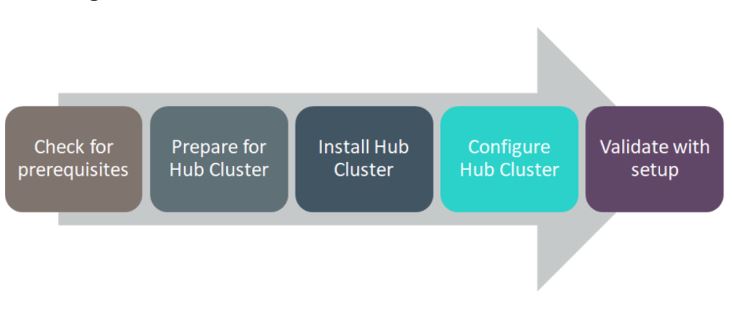 Check for
prerequisites
Prepare for
Hub Cluster
Install Hub
Cluster
Configure
Hub Cluster
Validate with
setup